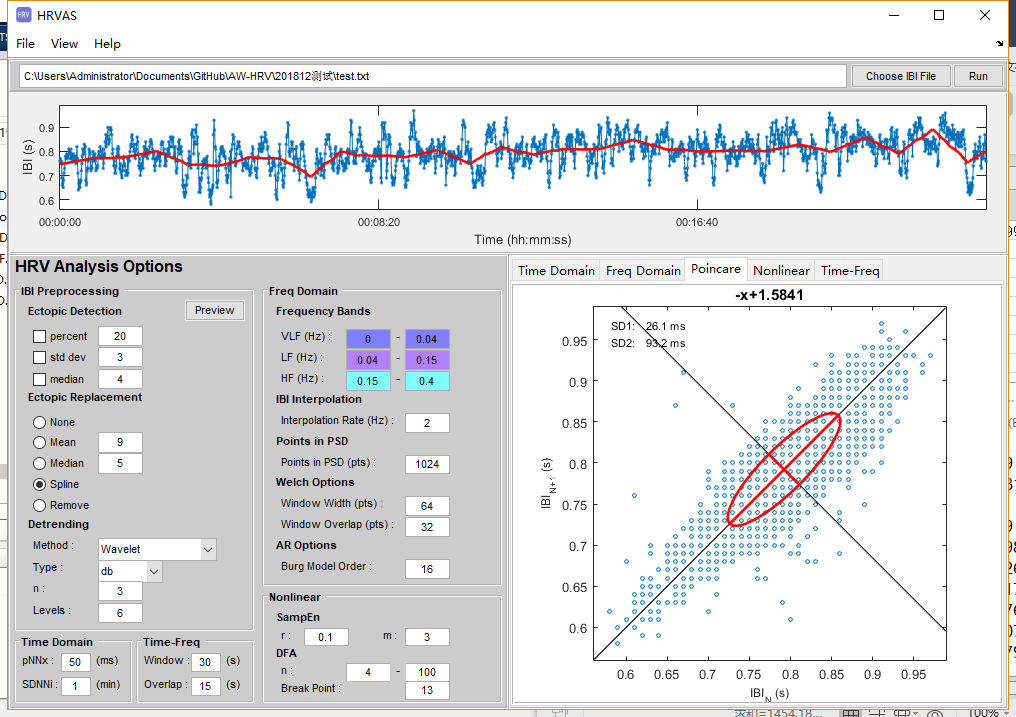 HRV HRVAS
File View Help
C:\Users\Administrator\Documents\GitHub\AW-HRV\201812测试\test.txt Choose IBI File Run
IBI (s)
0.9
0.8
0.7
0.6
00:00:00 00:08:20 00:16:40
Time (hh:mm:ss)
HRV Analysis Options
IBI Preprocessing
Ectopic Detection Preview
percent 20
std dev 3
median 4
Ectopic Replacement
None
Mean 9
Median 5
Spline
Remove
Detrending
Method : Wavelet
Type : db
n : 3
Levels : 6
Time Domain
pNNx : 50 (ms)
SDNNi : 1 (min)
Time-Freq
Window : 30 (s)
Overlap : 15 (s)
Freq Domain
Frequency Bands
VLF (Hz) : 0 - 0.04
LF (Hz) : 0.04 - 0.15
HF (Hz) : 0.15 - 0.4
IBI Interpolation
Interpolation Rate (Hz) : 2
Points in PSD
Points in PSD (pts) : 1024
Welch Options
Window Width (pts) : 64
Window Overlap (pts) : 32
AR Options
Burg Model Order : 16
Nonlinear
SampEn
r : 0.1 m : 3
DFA
n : 4 - 100
Break Point : 13
Time Domain Freq Domain Poincare Nonlinear Time-Freq
-x+1.5841
SD1: 26.1 ms
SD2: 93.2 ms
IBI N+1 (s)
0.95
0.9
0.85
0.8
0.75
0.7
0.65
0.6
0.6 0.65 0.7 0.75 0.8 0.85 0.9 0.95
IBI N (s)
100%